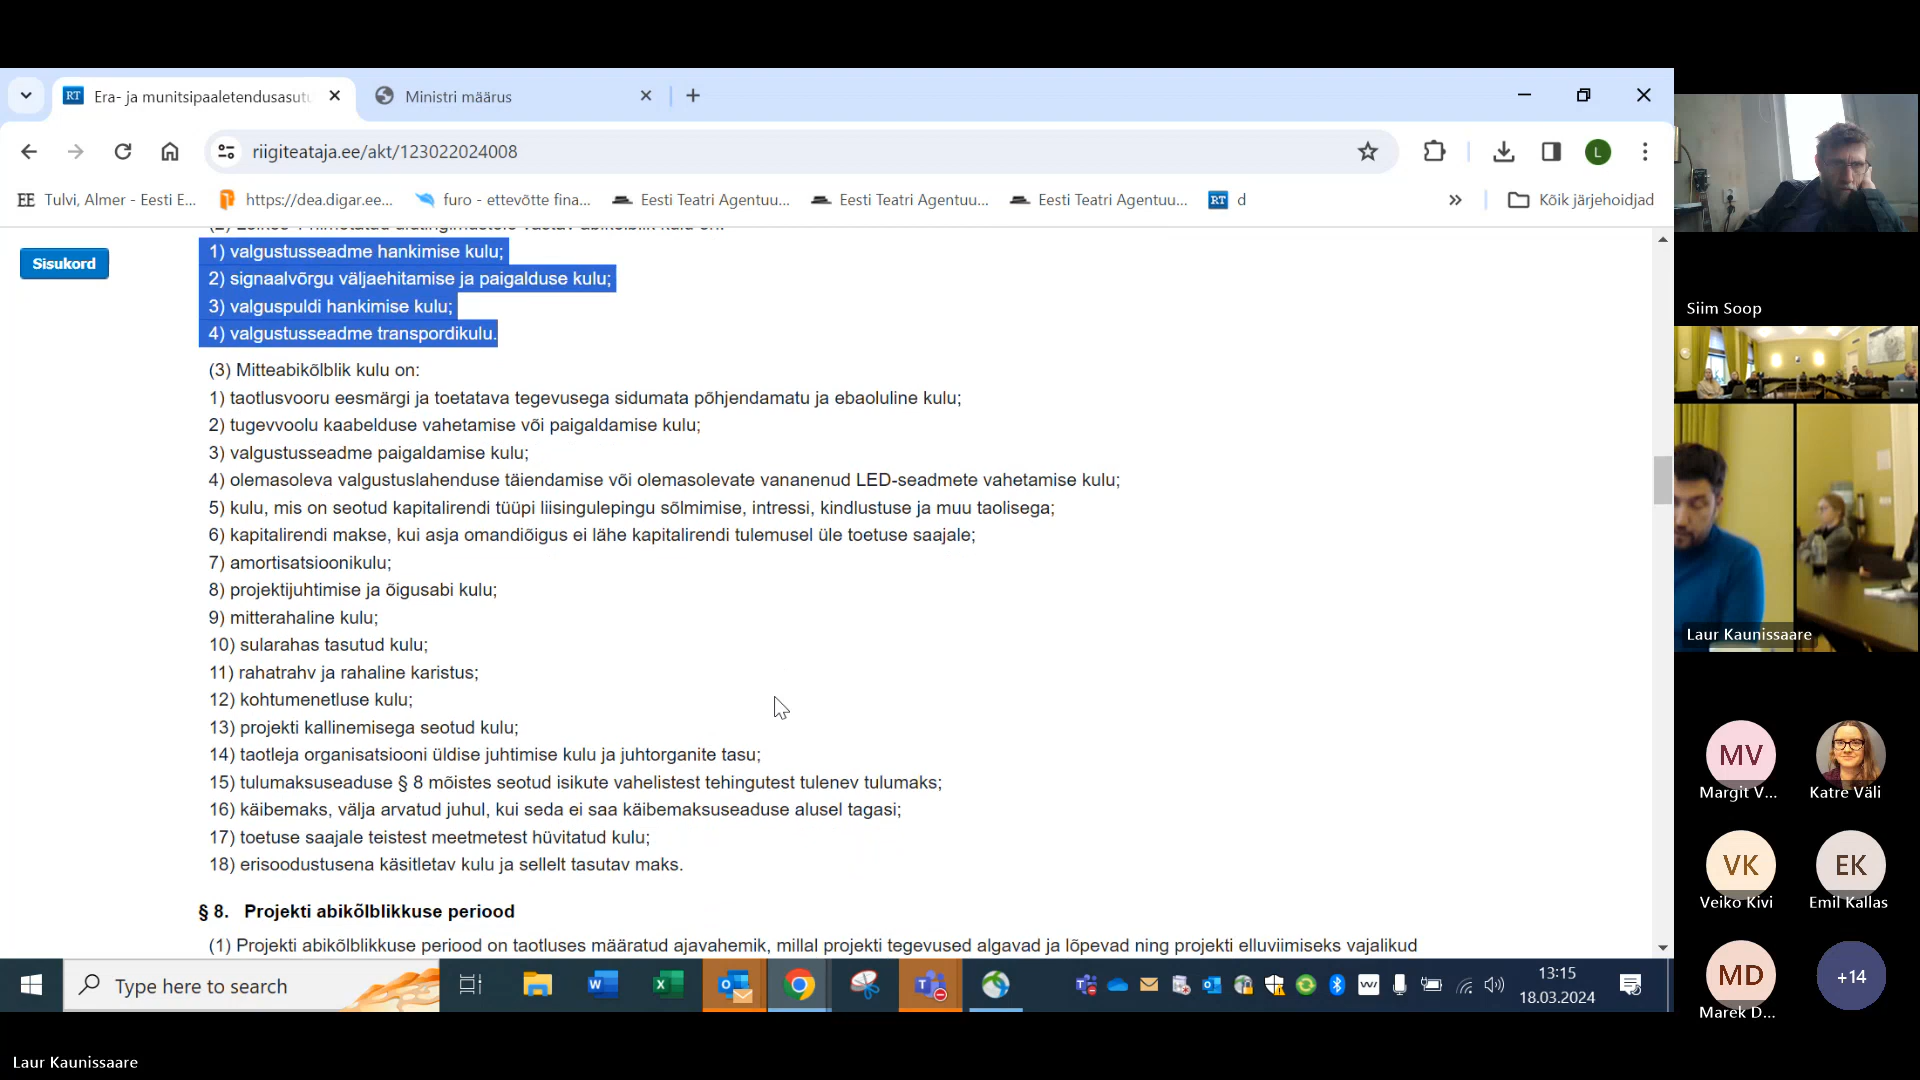 Era- ja munitsipaaletendusasutu
Ministri määrus
riigiteataja.ee/akt/123022024008
L
EE Tulvi, Almer - Eesti E...
https://dea.digar.ee...
furo - ettevõtte fina...
Eesti Teatri Agentuu...
Eesti Teatri Agentuu...
Eesti Teatri Agentuu...
RT d
»
Kõik järjehoidjad
Sisukord
1) valgustusseadme hankimise kulu;
2) signaalvõrgu väljaehitamise ja paigalduse kulu;
3) valguspuldi hankimise kulu;
4) valgustusseadme transpordikulu.
(3) Mitteabikõlblik kulu on:
1) taotlusvooru eesmärgi ja toetatava tegevusega sidumata põhjendamatu ja ebaoluline kulu;
2) tugevvoolu kaabelduse vahetamise või paigaldamise kulu;
3) valgustusseadme paigaldamise kulu;
4) olemasoleva valgustuslahenduse täiendamise või olemasolevate vananenud LED-seadmete vahetamise kulu;
5) kulu, mis on seotud kapitalirendi tüüpi liisingulepingu sõlmimise, intressi, kindlustuse ja muu taolisega;
6) kapitalirendi makse, kui asja omandiõigus ei lähe kapitalirendi tulemusel üle toetuse saajale;
7) amortisatsioonikulu;
8) projektijuhtimise ja õigusabi kulu;
9) mitterahaline kulu;
10) sularahas tasutud kulu;
11) rahatrahv ja rahaline karistus;
12) kohtumenetluse kulu;
13) projekti kallinemisega seotud kulu;
14) taotleja organisatsiooni üldise juhtimise kulu ja juhtorganite tasu;
15) tulumaksuseaduse § 8 mõistes seotud isikute vahelistest tehingutest tulenev tulumaks;
16) käibemaks, välja arvatud juhul, kui seda ei saa käibemaksuseaduse alusel tagasi;
17) toetuse saajale teistest meetmetest hüvitatud kulu;
18) erisoodustusena käsitletav kulu ja sellelt tasutav maks.
§ 8. Projekti abikõlblikkuse periood
(1) Projekti abikõlblikkuse periood on taotluses määratud ajavahemik, millal projekti tegevused algavad ja lõpevad ning projekti elluviimiseks vajalikud
Type here to search
13:15
18.03.2024
Siim Soop
Laur Kaunissaare
MV
Margit V...
Katre Väli
VK
Veiko Kivi
EK
Emil Kallas
MD
Marek D...
+14
Laur Kaunissaare